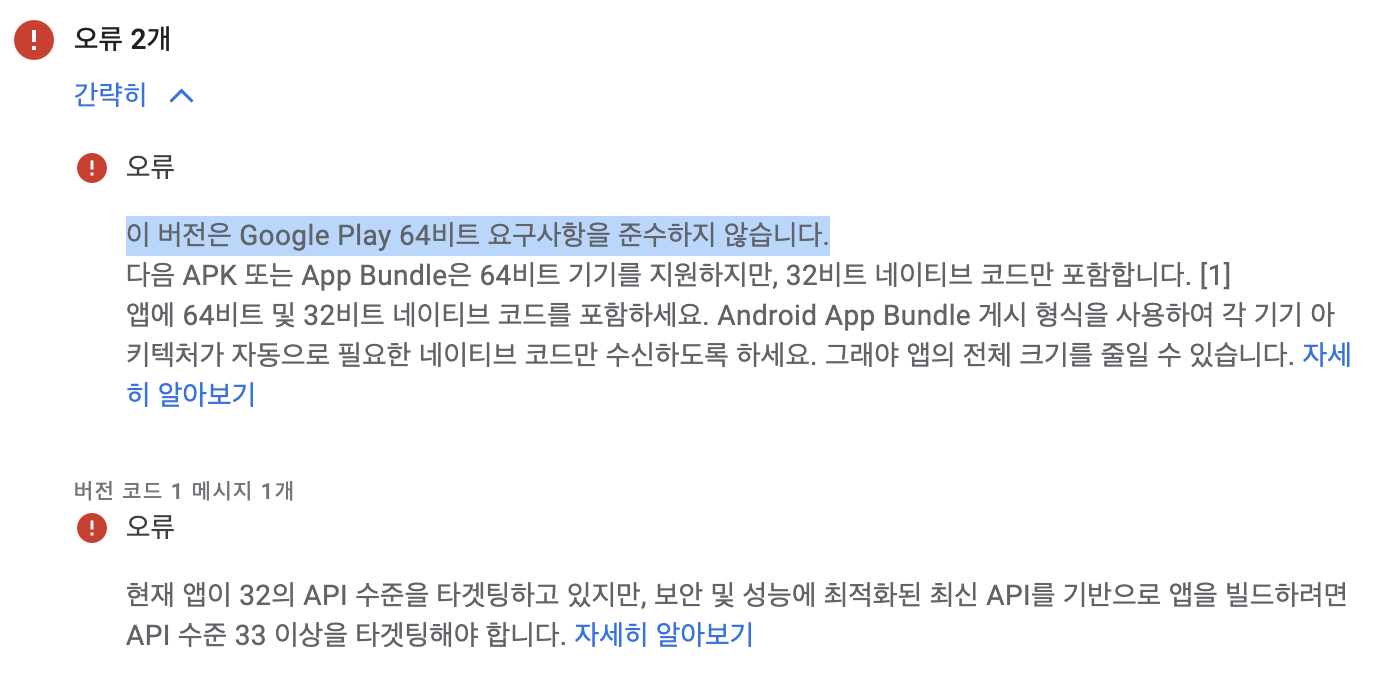 오류 2개
간략히
오류
이 버전은 Google Play 64비트 요구사항을 준수하지 않습니다.
다음 APK 또는 App Bundle은 64비트 기기를 지원하지만, 32비트 네이티브 코드만 포함합니다. [1]
앱에 64비트 및 32비트 네이티브 코드를 포함하세요. Android App Bundle 게시 형식을 사용하여 각 기기 아
키텍처가 자동으로 필요한 네이티브 코드만 수신하도록 하세요. 그래야 앱의 전체 크기를 줄일 수 있습니다. 자세
히 알아보기
버전 코드 1 메시지 1개
오류
현재 앱이 32의 API 수준을 타겟팅하고 있지만, 보안 및 성능에 최적화된 최신 API를 기반으로 앱을 빌드하려면
API 수준 33 이상을 타겟팅해야 합니다. 자세히 알아보기